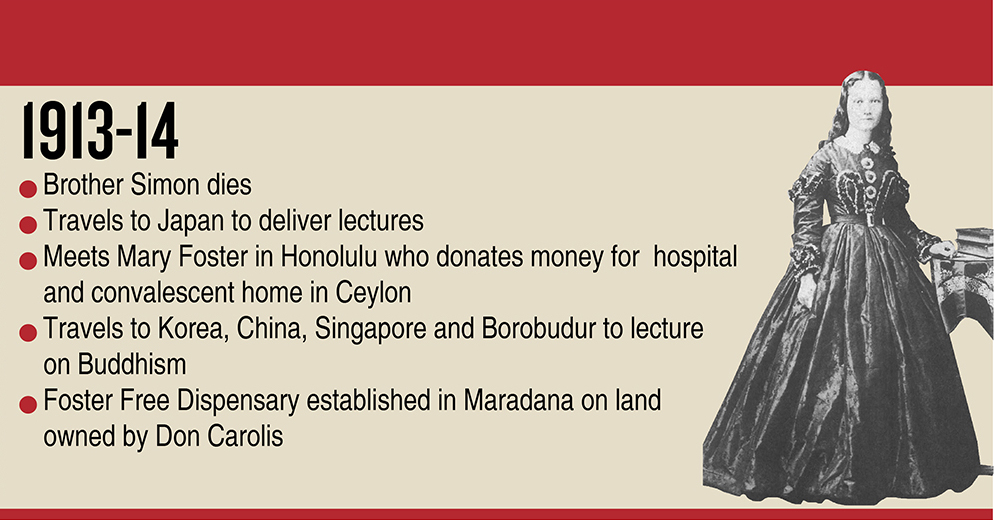 1913-14
Brother Simon dies
Travels to Japan to deliver lectures
Meets Mary Foster in Honolulu who donates money for  hospital
and convalescent home in Ceylon
Travels to Korea, China, Singapore and Borobudur to lecture
on Buddhism
Foster Free Dispensary established in Maradana on land
owned by Don Carolis